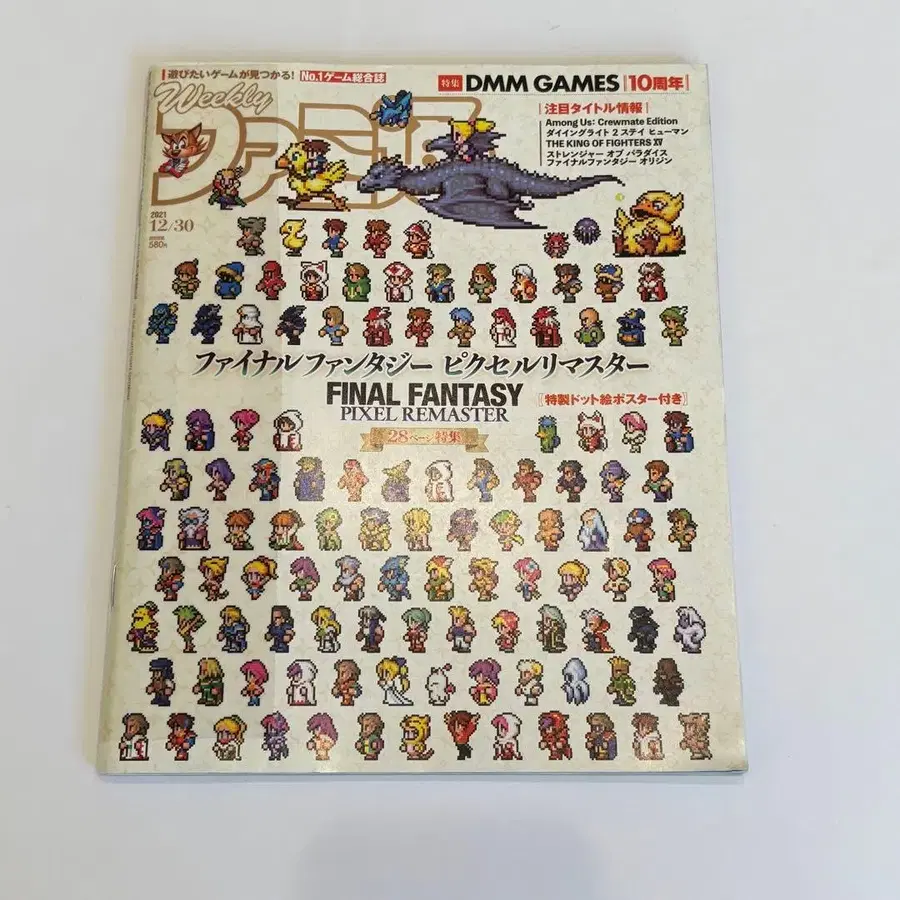 遊びたいゲームが見つかる!
No.1ゲーム総合誌
Weekly
ファミ通
特集 DMM GAMES 10周年
注目タイトル情報
Among Us: Crewmate Edition
ダイイングライト 2 ステイ ヒューマン
THE KING OF FIGHTERS XV
ストレンジャー オブ パラダイス
ファイナルファンタジー オリジン
2021
12/30
580円
ファイナルファンタジー ピクセルリマスター
FINAL FANTASY
PIXEL REMASTER
特製ドット絵ポスター付き
28ページ特集